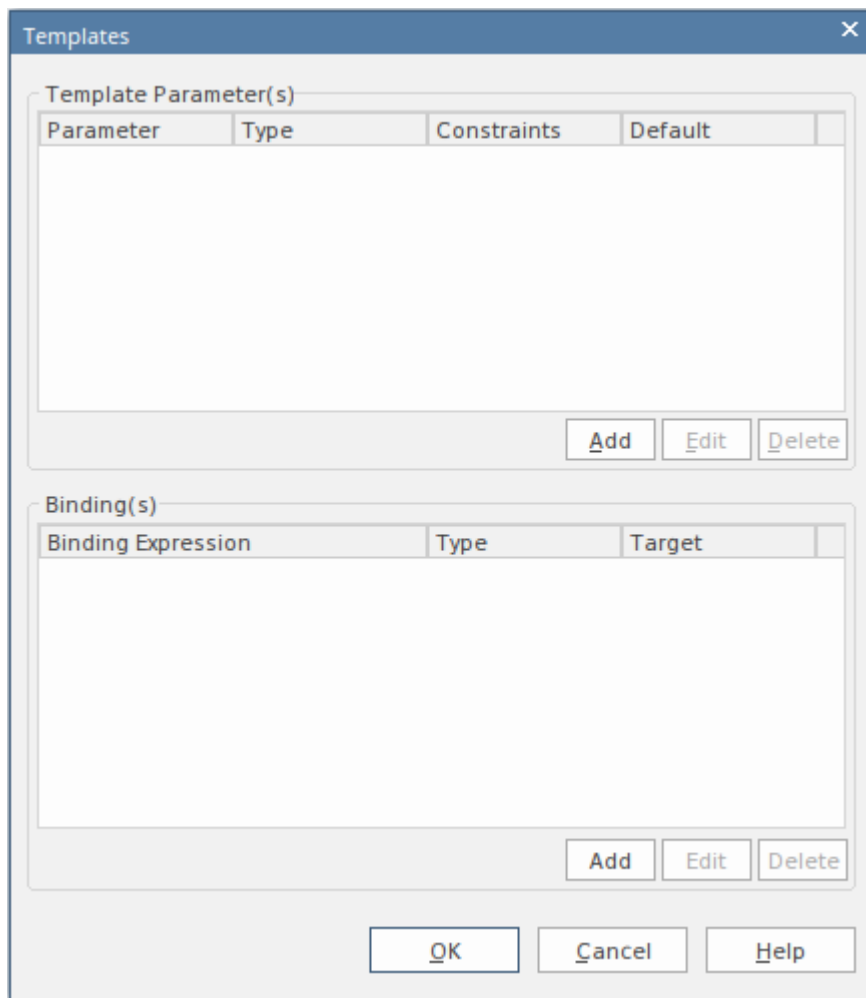 Templates
Template Parameter(s)
Parameter Type Constraints Default
Add Edit Delete
Binding(s)
Binding Expression Type Target
Add Edit Delete
OK Cancel Help